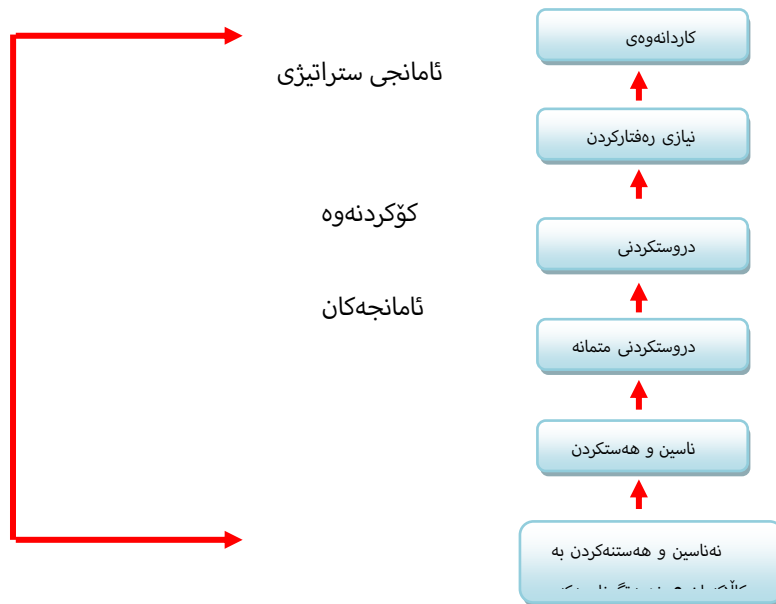 کاردانەوەی
ئامانجی ستراتیژی
نیازی رەفتارکردن
کۆکردنەوە
دروستکردنی
ئامانجەکان
دروستکردنی متمانە
ناسین و هەستکردن
نەناسین و هەستنەکردن بە